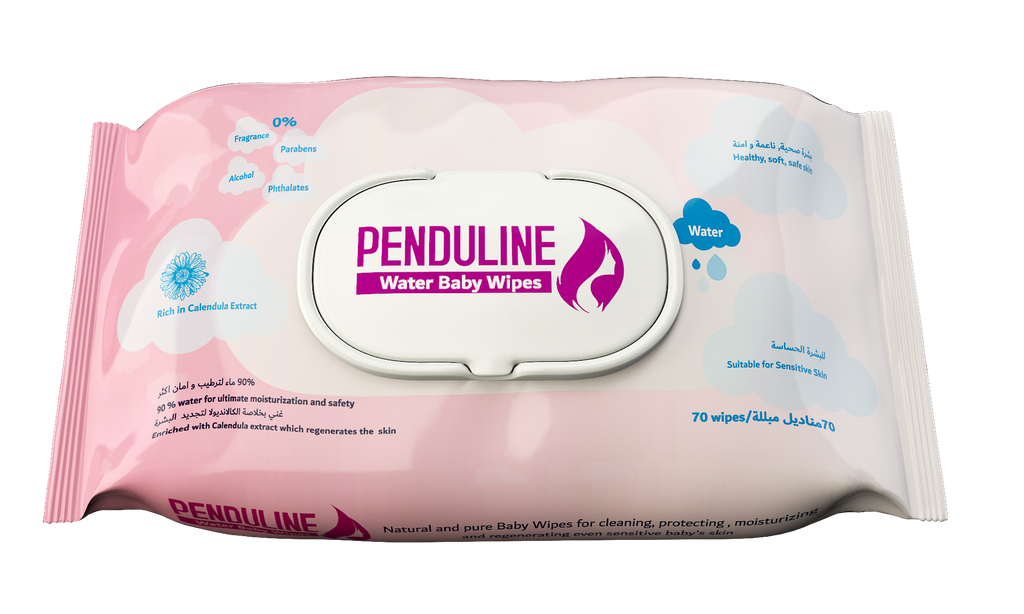 0%
Fragrance
Parabens
Alcohol
Phthalates
بشرة صحية, ناعمة و امنة
Healthy, soft, safe skin
PENDULINE
Water Baby Wipes
Water
Rich in Calendula Extract
للبشرة الحساسة
Suitable for Sensitive Skin
90% ماء لترطيب و امان اكثر
90 % water for ultimate moisturization and safety
غني بخلاصة الكالانديولا لتجديد البشرة
Enriched with Calendula extract which regenerates the skin
70 wipes/70مناديل مبللة
PENDULINE
Water Baby Wipes
Natural and pure Baby Wipes for cleaning, protecting , moisturizing
and regenerating even sensitive baby's skin